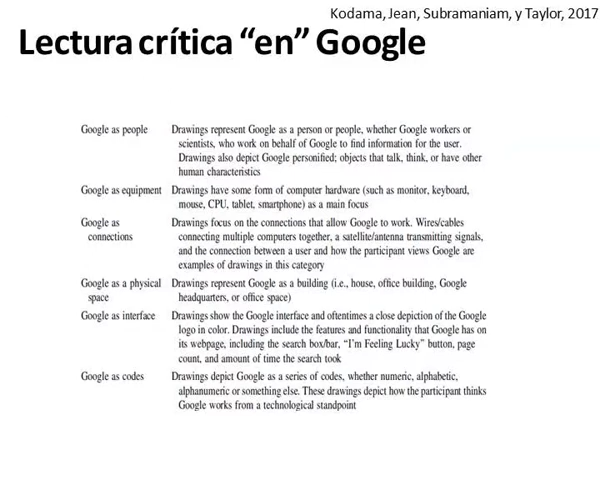 Kodama, Jean, Subramaniam, y Taylor, 2017
Lectura crítica “en” Google
Google as people Drawings represent Google as a person or people, whether Google workers or
scientists, who work on behalf of Google to find information for the user.
Drawings also depict Google personified; objects that talk, think, or have other
human characteristics
Google as equipment Drawings have some form of computer hardware (such as monitor, keyboard,
mouse, CPU, tablet, smartphone) as a main focus
Google as Drawings focus on the connections that allow Google to work. Wires/cables
connections connecting multiple computers together, a satellite/antenna transmitting signals,
and the connection between a user and how the participant views Google are
examples of drawings in this category
Google as a physical Drawings represent Google as a building (i.e., house, office building, Google
space headquarters, or office space)
Google as interface Drawings show the Google interface and oftentimes a close depiction of the Google
logo in color. Drawings include the features and functionality that Google has on
its webpage, including the search box/bar, “I’m Feeling Lucky” button, page
count, and amount of time the search took
Google as codes Drawings depict Google as a series of codes, whether numeric, alphabetic,
alphanumeric or something else. These drawings depict how the participant thinks
Google works from a technological standpoint